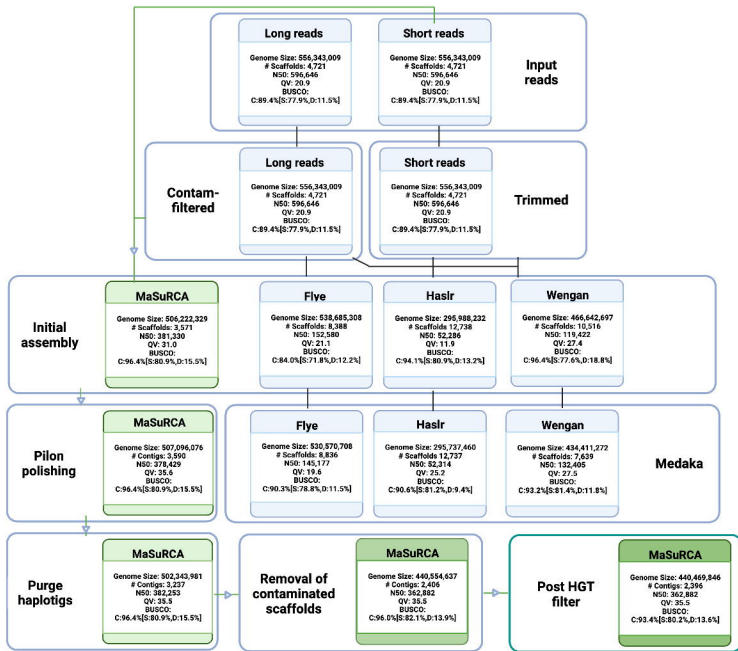 Long reads
Genome Size: 556,343,009
# Scaffolds: 4,721
N50: 596,646
QV: 20.9
BUSCO:
C:89.4%[S:77.9%,D:11.5%]
Short reads
Genome Size: 556,343,009
# Scaffolds: 4,721
N50: 596,646
QV: 20.9
BUSCO:
C:89.4%[S:77.9%,D:11.5%]
Input
reads
Contam-
filtered
Long reads
Genome Size: 556,343,009
# Scaffolds: 4,721
N50: 596,646
QV: 20.9
BUSCO:
C:89.4%[S:77.9%,D:11.5%]
Short reads
Genome Size: 556,343,009
# Scaffolds: 4,721
N50: 596,646
QV: 20.9
BUSCO:
C:89.4%[S:77.9%,D:11.5%]
Trimmed
Initial
assembly
MaSuRCA
Genome Size: 506,222,329
# Scaffolds: 3,571
N50: 381,330
QV: 31.0
BUSCO:
C:96.4%[S:80.9%,D:15.5%]
Flye
Genome Size: 538,685,308
# Scaffolds: 8,388
N50: 152,580
QV: 21.1
BUSCO:
C:84.0%[S:71.8%,D:12.2%]
Haslr
Genome Size: 295,988,232
# Scaffolds 12,738
N50: 52,286
QV: 11.9
BUSCO:
C:94.1%[S:80.9%,D:13.2%]
Wengan
Genome Size: 466,642,697
# Scaffolds: 10,516
N50: 119,422
QV: 27.4
BUSCO:
C:96.4%[S:77.6%,D:18.8%]
Pilon
polishing
MaSuRCA
Genome Size: 507,096,076
# Contigs: 3,590
N50: 378,429
QV: 35.6
BUSCO:
C:96.4%[S:80.9%,D:15.5%]
Flye
Genome Size: 530,570,708
# Scaffolds: 8,836
N50: 145,177
QV: 19.6
BUSCO:
C:90.3%[S:78.8%,D:11.5%]
Haslr
Genome Size: 295,737,460
# Scaffolds: 12,737
N50: 52,314
QV: 25.2
BUSCO:
C:90.6%[S:81.2%,D:9.4%]
Wengan
Genome Size: 434,411,272
# Scaffolds: 7,639
N50: 132,405
QV: 27.5
BUSCO:
C:93.2%[S:81.4%,D:11.8%]
Medaka
Purge
haplotigs
MaSuRCA
Genome Size: 502,343,981
# Contigs: 3,237
N50: 382,253
QV: 35.5
BUSCO:
C:96.4%[S:80.9%,D:15.5%]
Removal of
contaminated
scaffolds
MaSuRCA
Genome Size: 440,554,637
# Contigs: 2,406
N50: 362,882
QV: 35.5
BUSCO:
C:96.0%[S:82.1%,D:13.9%]
Post HGT
filter
MaSuRCA
Genome Size: 440,469,846
# Contigs: 2,396
N50: 362,882
QV: 35.5
BUSCO:
C:93.4%[S:80.2%,D:13.6%]